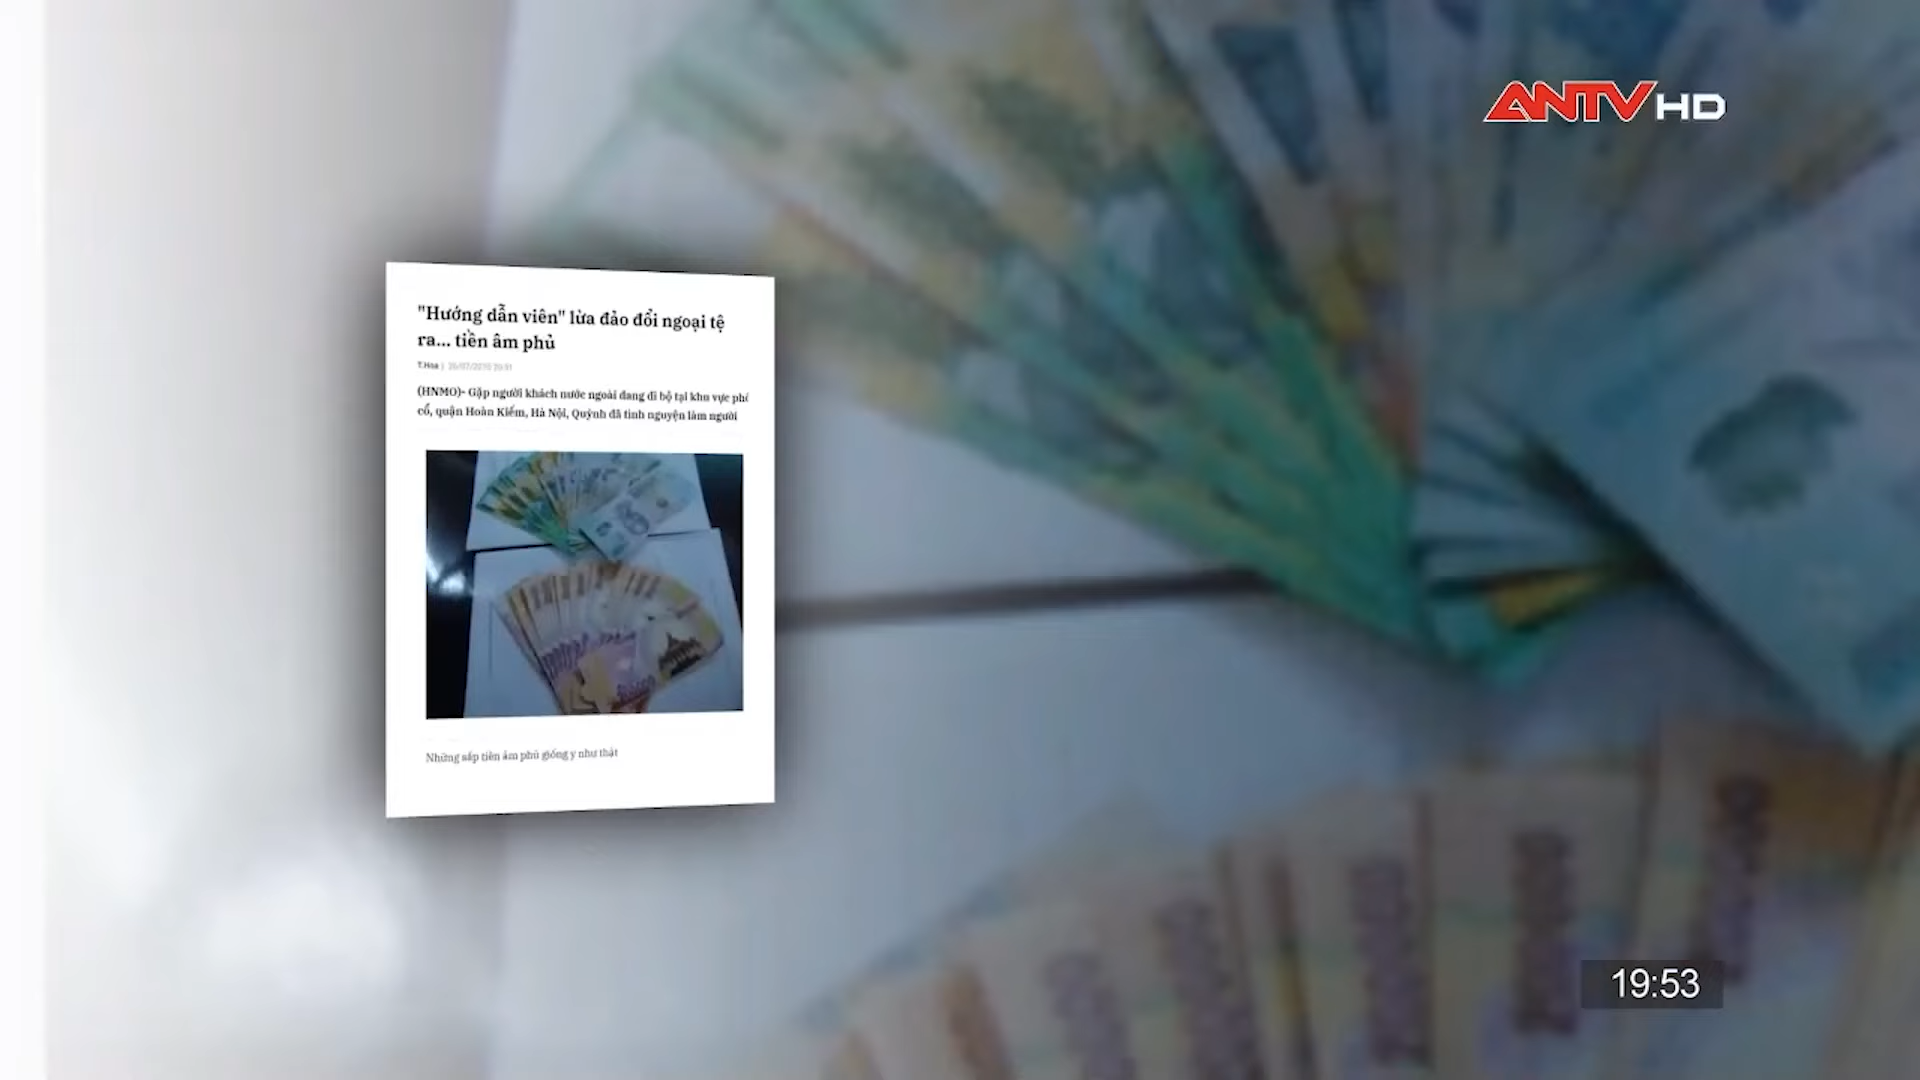 ANTV HD
"Hướng dẫn viên" lừa đảo đổi ngoại tệ
ra... tiền âm phủ
T.Hoa |
(HNMO)- Gặp người khách nước ngoài đang đi bộ tại khu vực phố
cổ, quận Hoàn Kiếm, Hà Nội, Quỳnh đã tình nguyện làm người
Những sấp tiền âm phủ giống y như thật
19:53